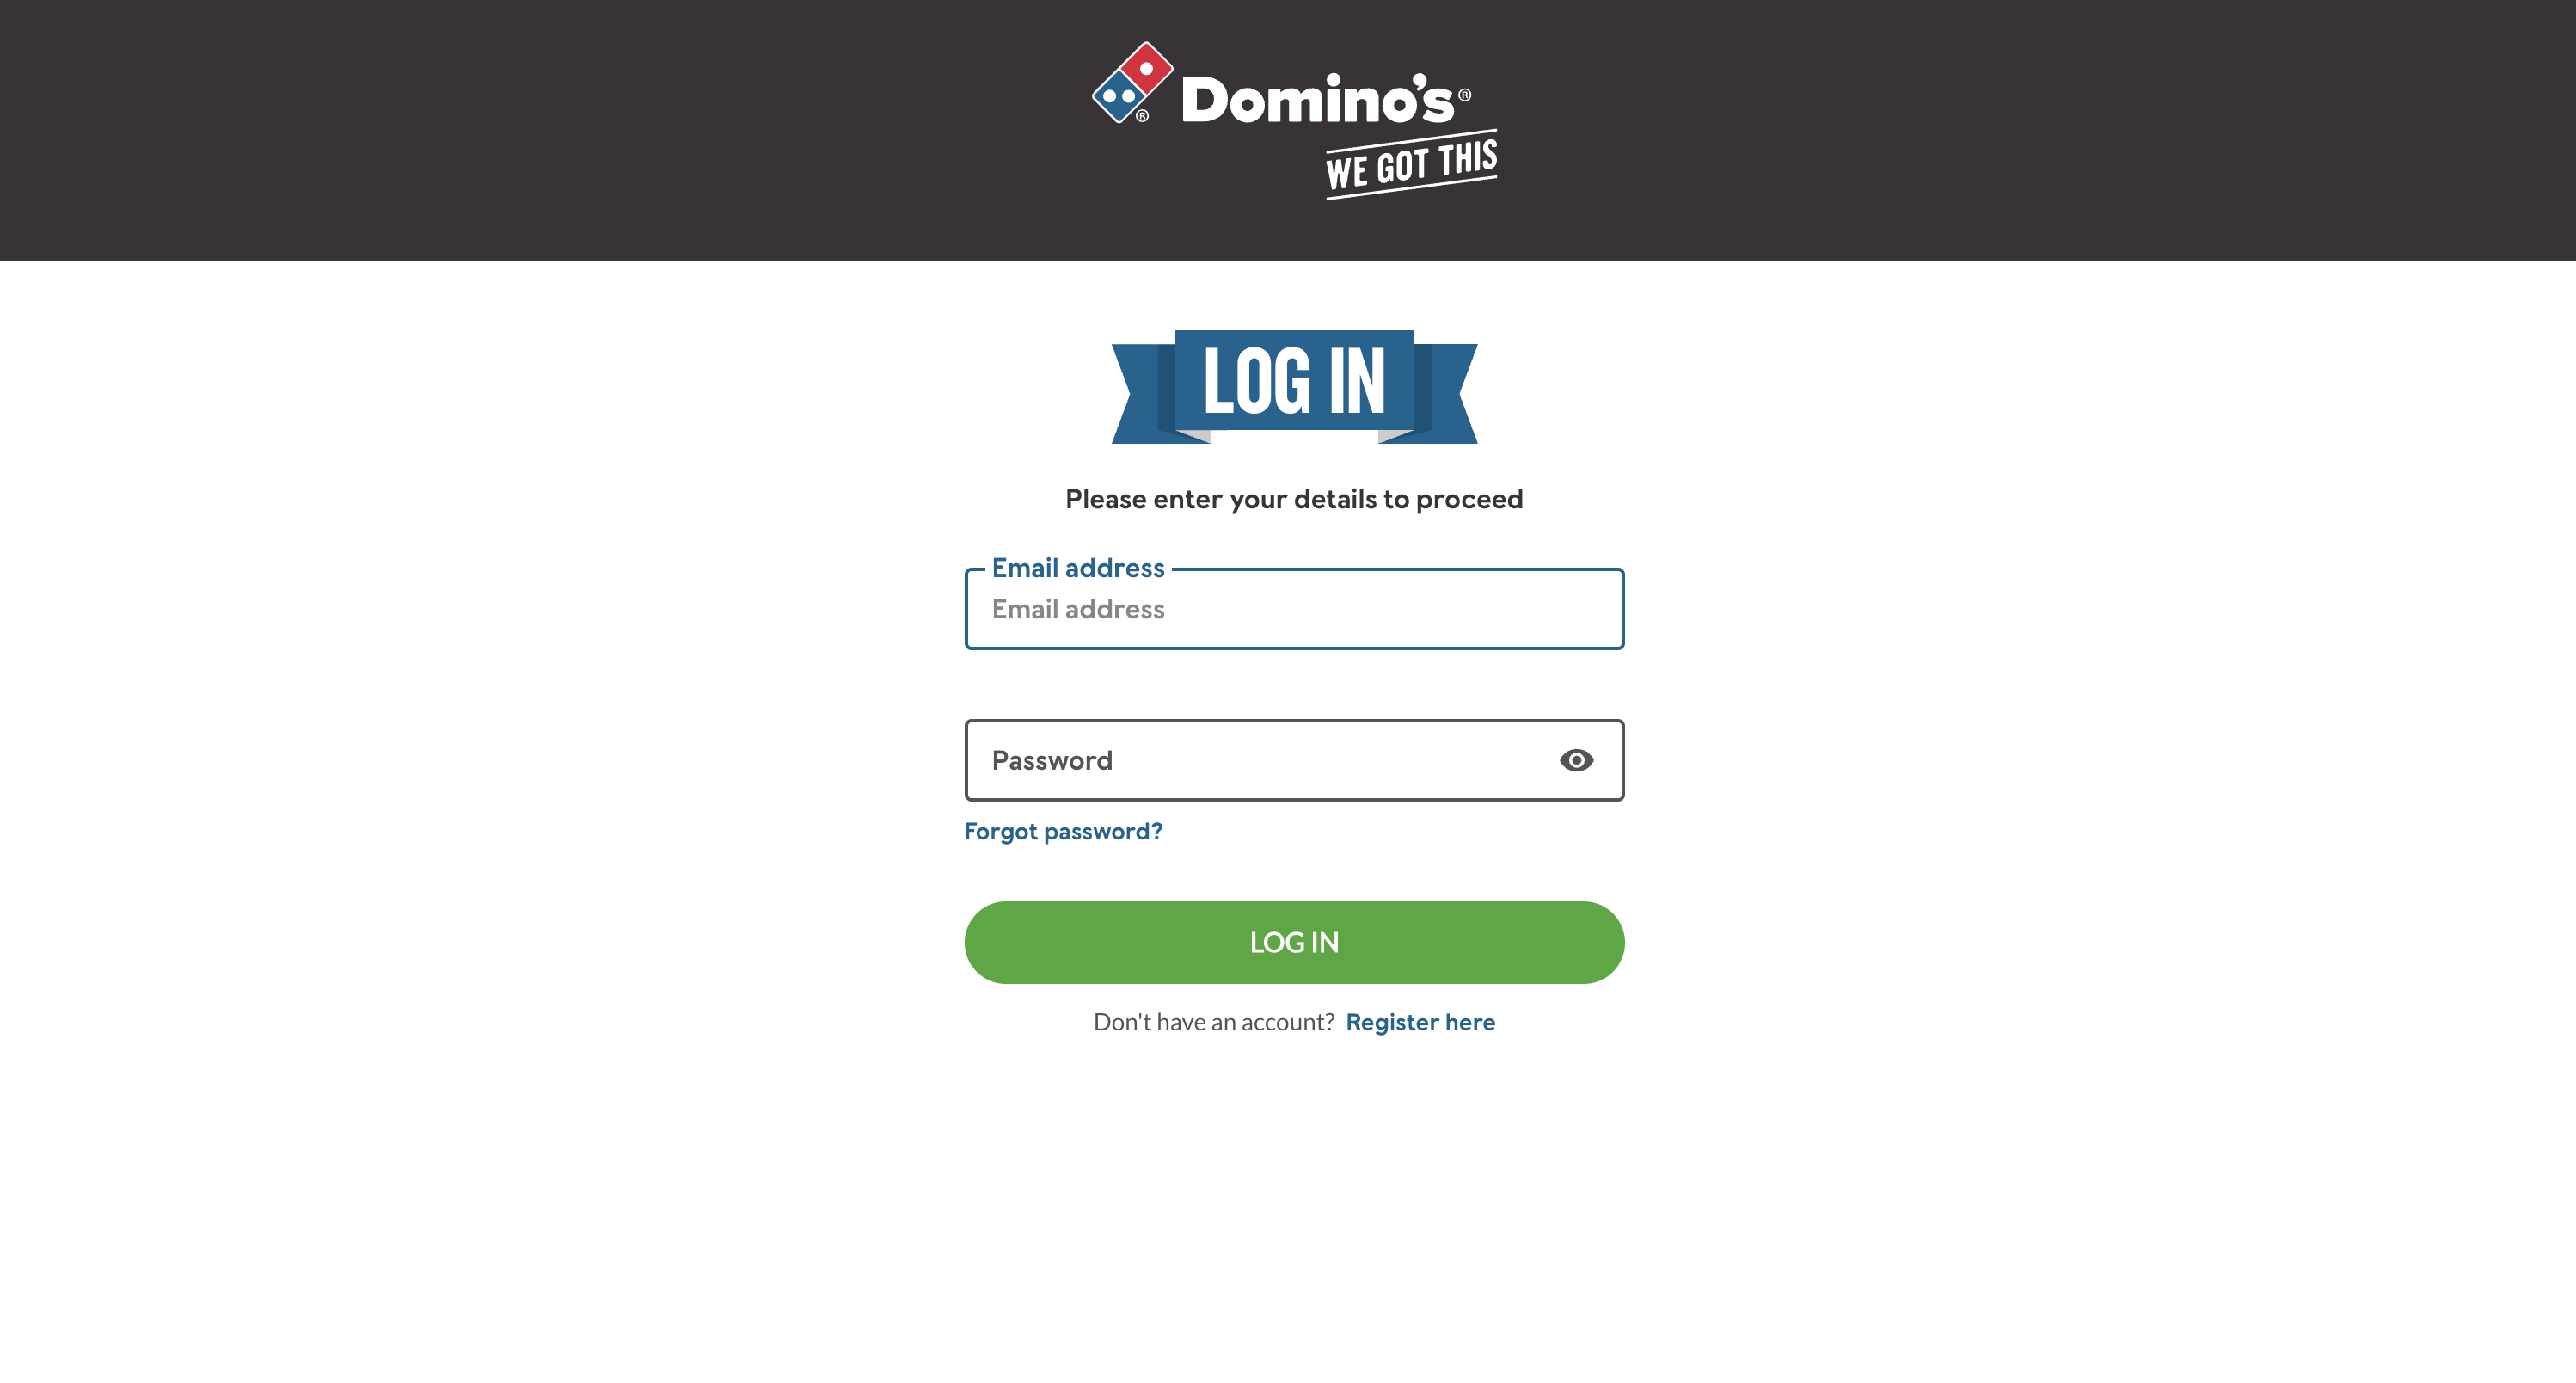 Domino's®
®
WE GOT THIS
LOG IN
Please enter your details to proceed
Email address
Email address
Password
Forgot password?
LOG IN
Don't have an account? Register here